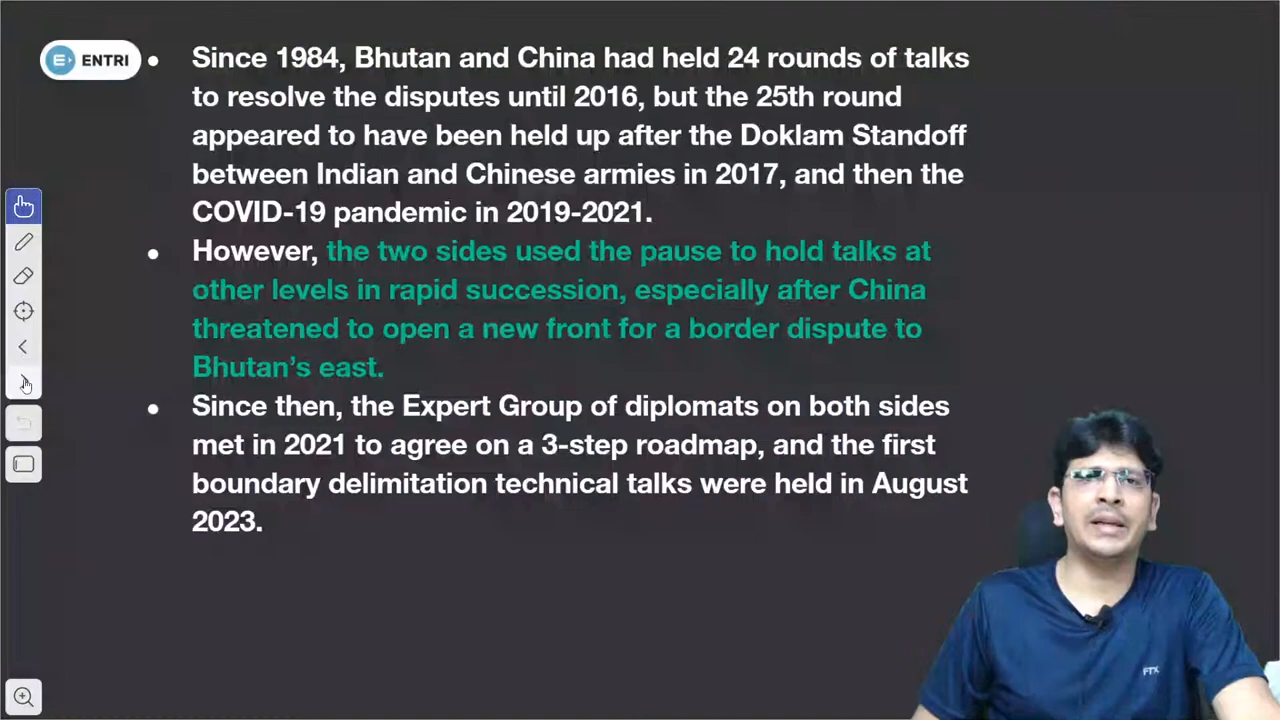 ENTRI
Since 1984, Bhutan and China had held 24 rounds of talks
to resolve the disputes until 2016, but the 25th round
appeared to have been held up after the Doklam Standoff
between Indian and Chinese armies in 2017, and then the
COVID-19 pandemic in 2019-2021.
However, the two sides used the pause to hold talks at
other levels in rapid succession, especially after China
threatened to open a new front for a border dispute to
Bhutan’s east.
Since then, the Expert Group of diplomats on both sides
met in 2021 to agree on a 3-step roadmap, and the first
boundary delimitation technical talks were held in August
2023.
FTX